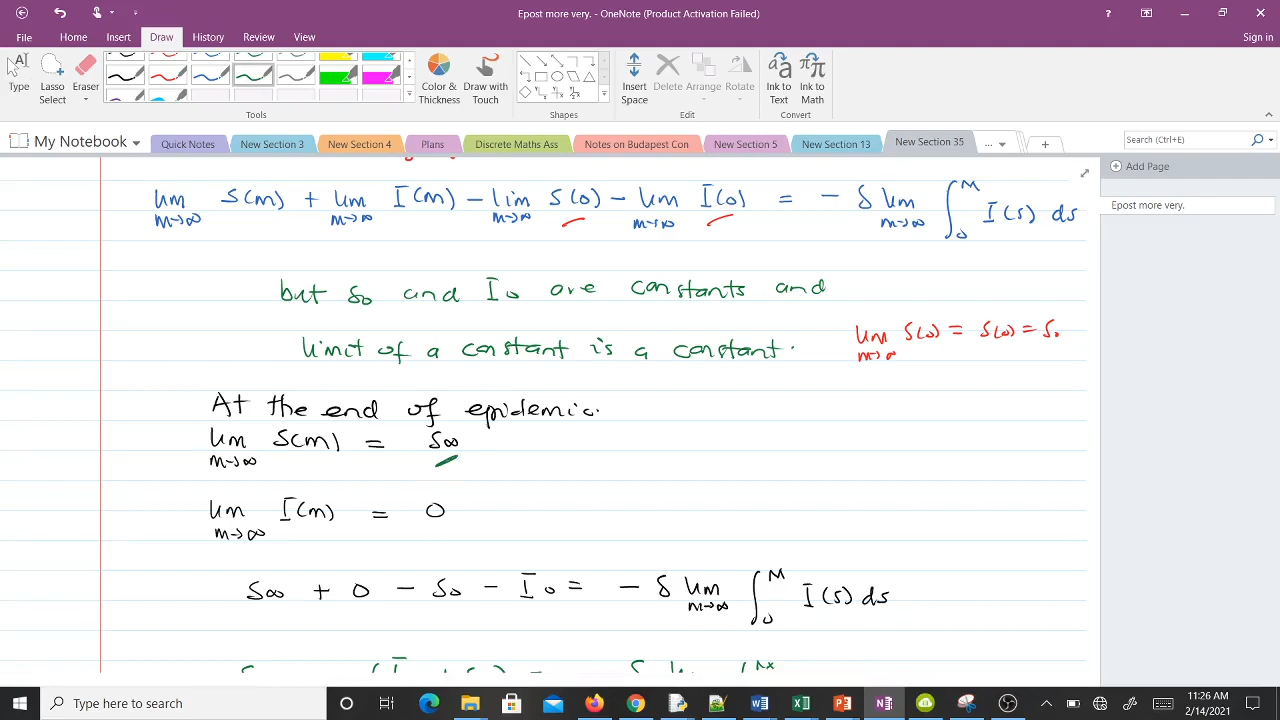 Epost more very. - OneNote (Product Activation Failed)
File Home Insert Draw History Review View
Sign in
Type Lasso Select Eraser Color & Thickness Draw with Touch Insert Space Delete Arrange Rotate Ink to Text Ink to Math
Tools Shapes Edit Convert
My Notebook Quick Notes New Section 3 New Section 4 Plans Discrete Maths Ass Notes on Budapest Con New Section 5 New Section 13 New Section 35 ... Search (Ctrl+E)
Add Page
Epost more very.
lim m→∞ S(m) + lim m→∞ I(m) - lim m→∞ S(0) - lim m→∞ I(0) = - δ lim m→∞ ∫₀ᴹ I(s) ds
but S₀ and I₀ are constants and
limit of a constant is a constant.
lim m→∞ S(0) = S(0) = S₀
At the end of epidemic.
lim m→∞ S(m) = S∞
lim m→∞ I(m) = 0
S∞ + 0 - S₀ - I₀ = - δ lim m→∞ ∫₀ᴹ I(s) ds
Type here to search
11:26 AM
2/14/2021